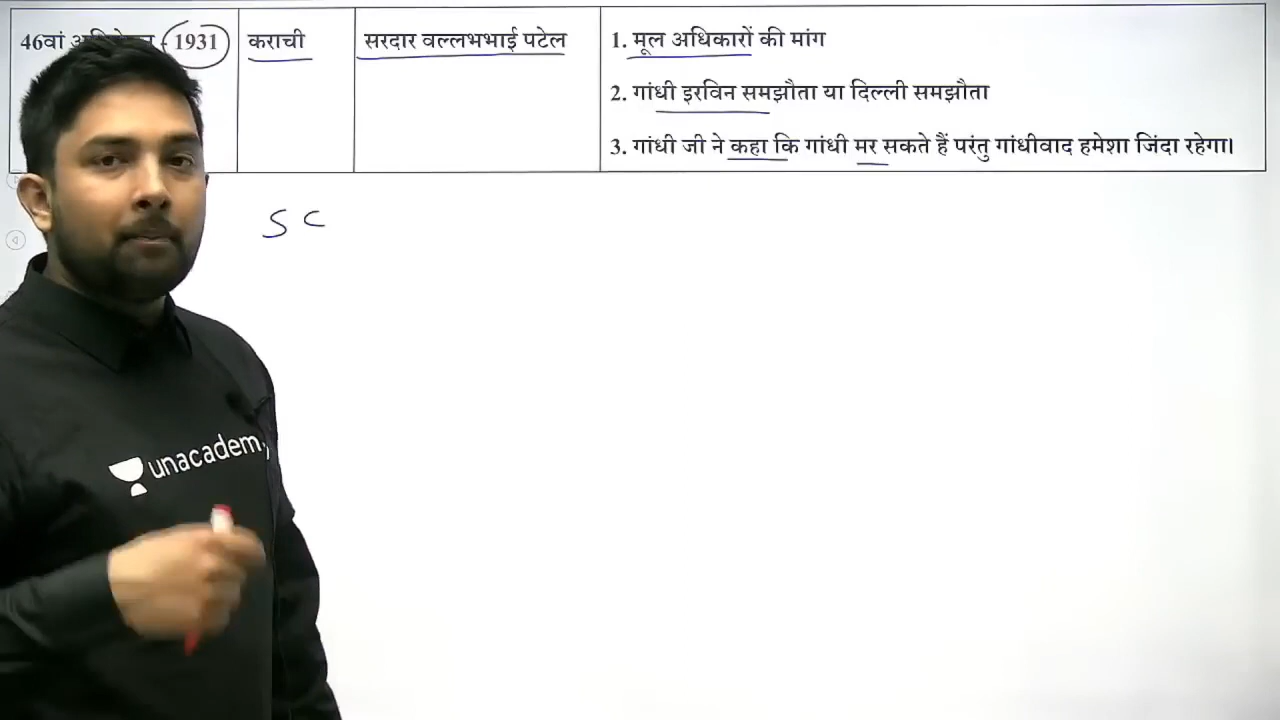 46वां - 1931 कराची सरदार वल्लभभाई पटेल 1. मूल अधिकारों की मांग
2. गांधी इरविन समझौता या दिल्ली समझौता
3. गांधी जी ने कहा कि गांधी मर सकते हैं परंतु गांधीवाद हमेशा जिंदा रहेगा।
S C
unacademy